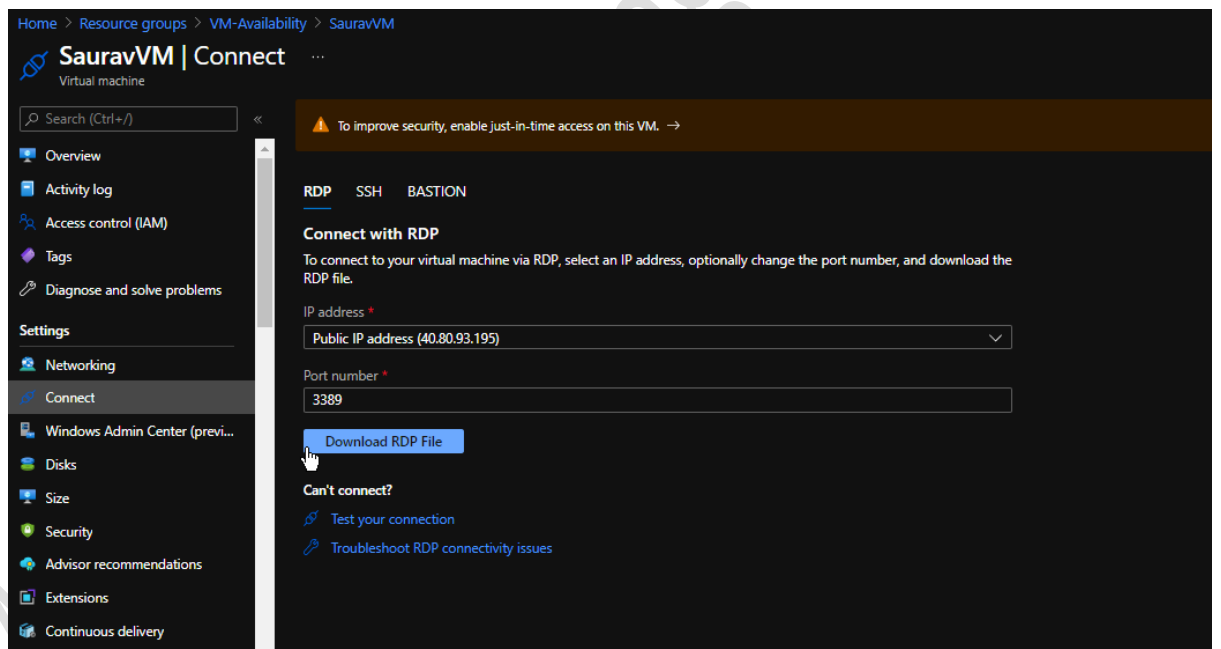 Home > Resource groups > VM-Availability > SauravVM
SauravVM | Connect ...
Virtual machine
Search (Ctrl+/)
«
Overview
Activity log
Access control (IAM)
Tags
Diagnose and solve problems
Settings
Networking
Connect
Windows Admin Center (previ...
Disks
Size
Security
Advisor recommendations
Extensions
Continuous delivery
To improve security, enable just-in-time access on this VM. →
RDP SSH BASTION
Connect with RDP
To connect to your virtual machine via RDP, select an IP address, optionally change the port number, and download the
RDP file.
IP address *
Public IP address (40.80.93.195)
Port number *
3389
Download RDP File
Can't connect?
Test your connection
Troubleshoot RDP connectivity issues